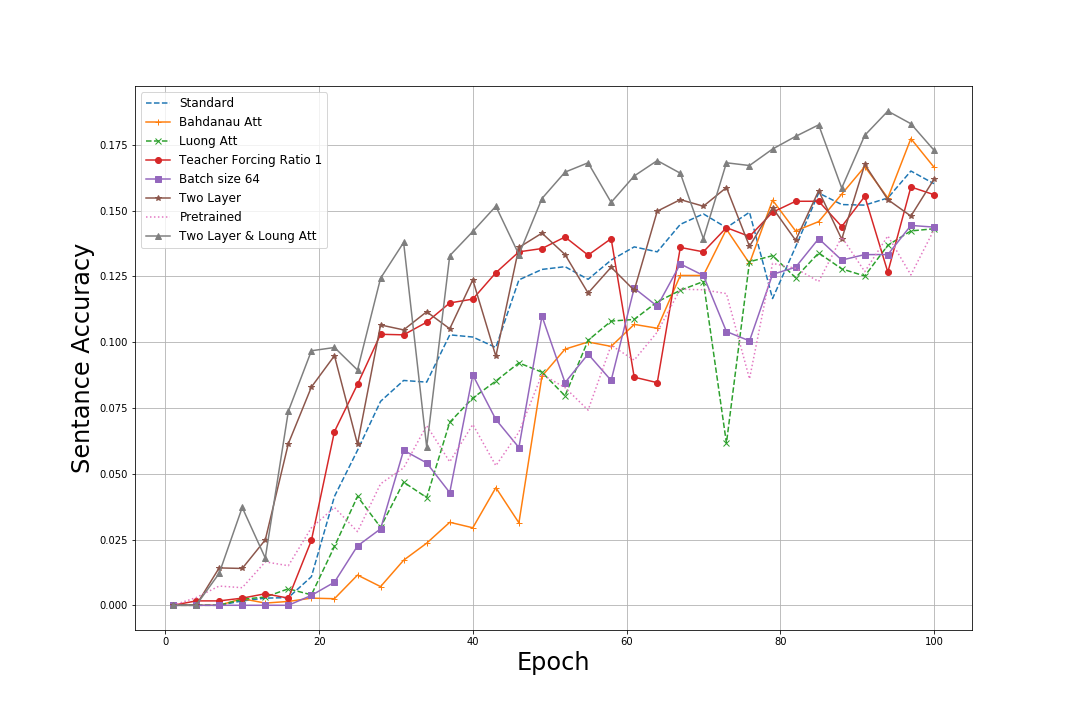 Standard
Bahdanau Att
Luong Att
Teacher Forcing Ratio 1
Batch size 64
Two Layer
Pretrained
Two Layer & Loung Att
Sentance Accuracy
0.175
0.150
0.125
0.100
0.075
0.050
0.025
0.000
0 20 40 60 80 100
Epoch